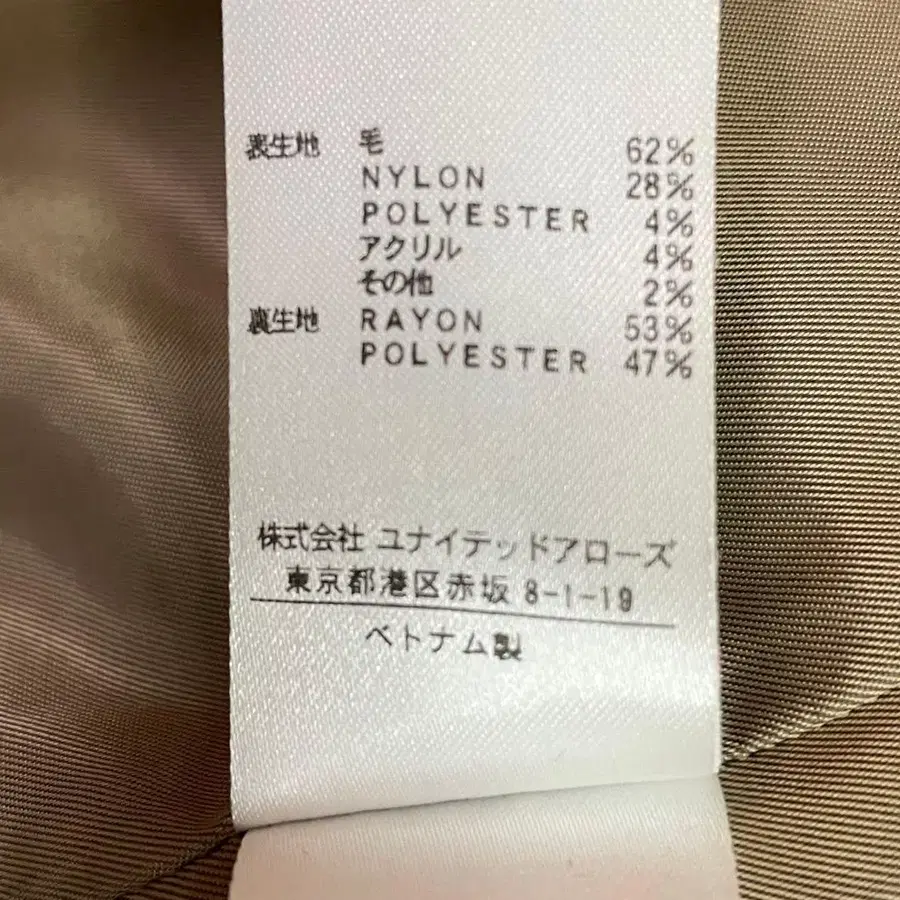 表生地 毛 62%
NYLON 28%
POLYESTER 4%
アクリル 4%
その他 2%
裏生地 RAYON 53%
POLYESTER 47%
株式会社 ユナイテッドアローズ
東京都港区赤坂 8-1-19
ベトナム製